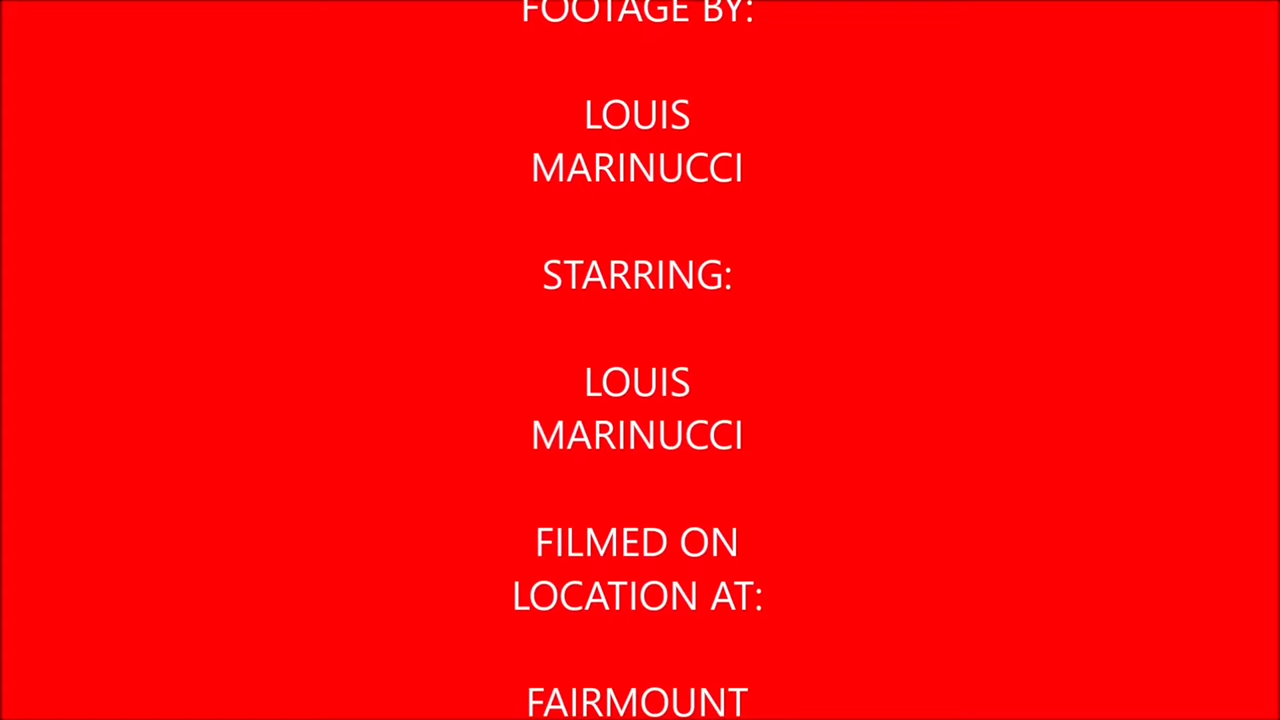 FOOTAGE BY:
LOUIS
MARINUCCI
STARRING:
LOUIS
MARINUCCI
FILMED ON
LOCATION AT:
FAIRMOUNT